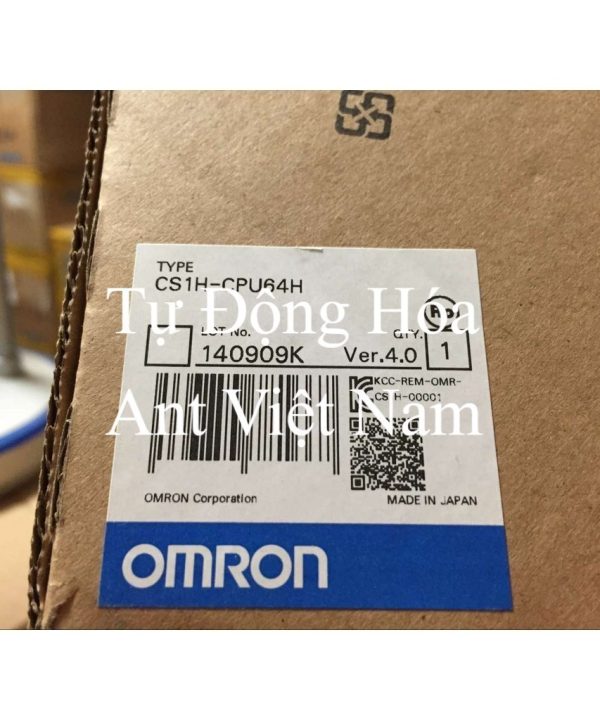 TYPE
CS1H-CPU64H
Tự Động Hóa
LOT No.
QTY.
140909K
Ver.4.0
1
KCC-REM-OMR-
CS1H-00001
Ant Việt Nam
OMRON Corporation
MADE IN JAPAN
OMRON